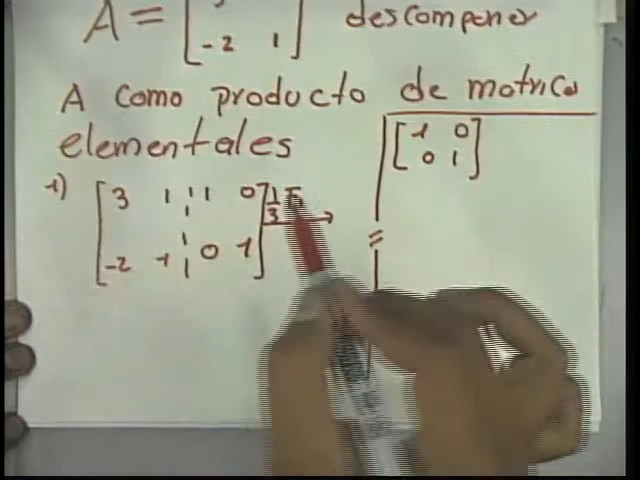 A = [ descomponer
-2 1 ]
A como producto de matrices
elementales
[ 1 0
0 1 ]
1) [ 3 1 | 1 0 ] 1/3 F →
-2 1 | 0 1 ]
=